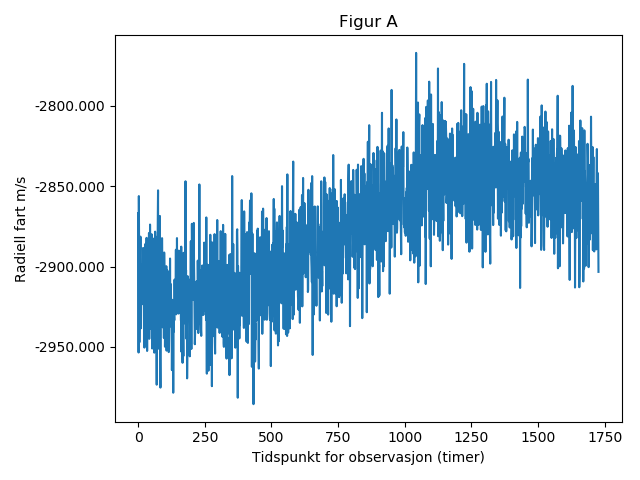 Figur A
Radiell fart m/s
-2800.000
-2850.000
-2900.000
-2950.000
0 250 500 750 1000 1250 1500 1750
Tidspunkt for observasjon (timer)